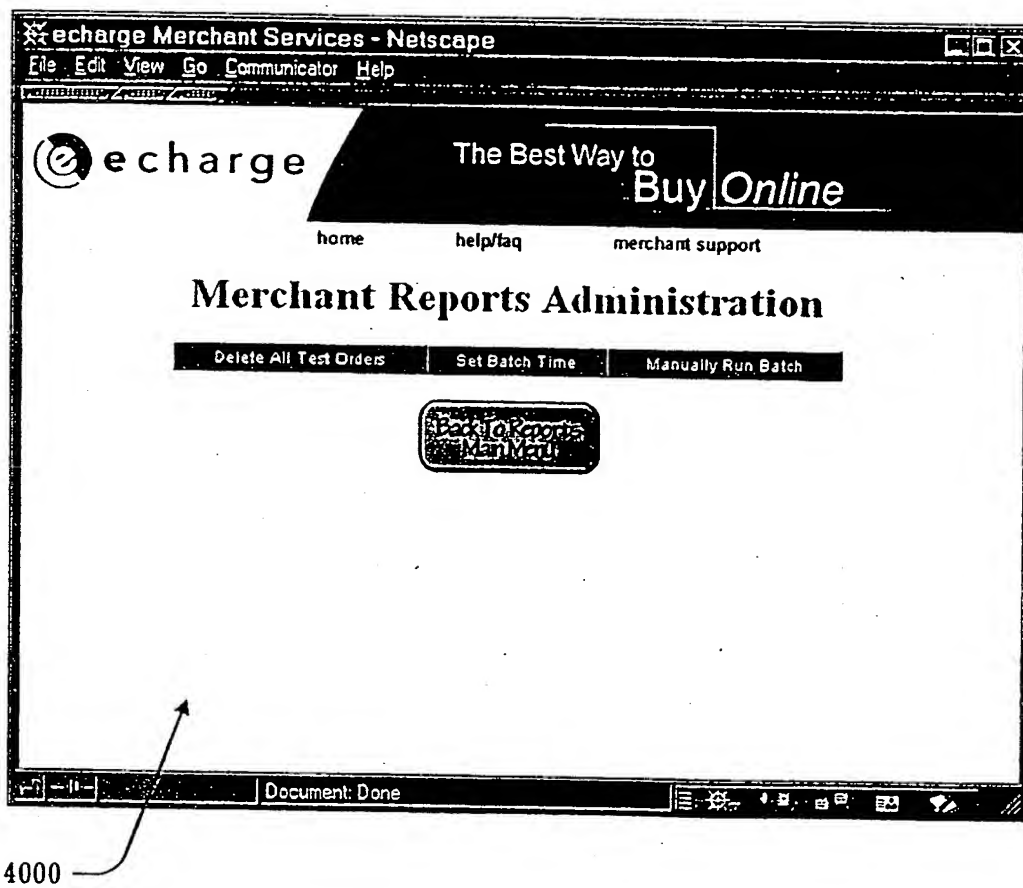 echarge Merchant Services - Netscape
File Edit View Go Communicator Help
echarge
The Best Way to
Buy Online
home help/faq merchant support
Merchant Reports Administration
Delete All Test Orders Set Batch Time Manually Run Batch
Back To Reports
Main Menu
Document: Done
4000